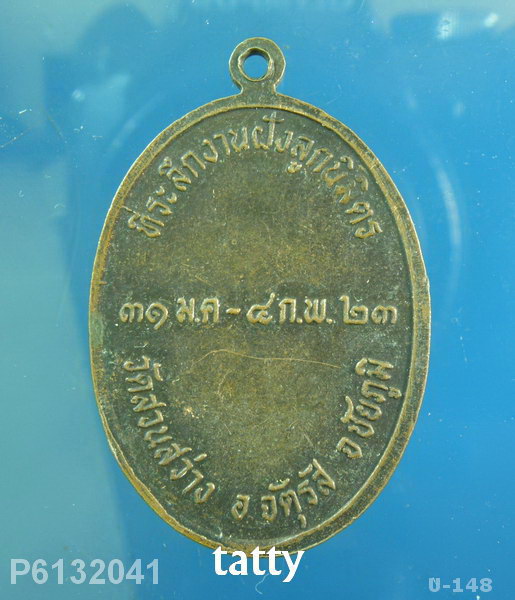 ที่ระลึกงานฝังลูกนิมิตร
๓๑ ม.ค - ๔ ก.พ. ๒๓
วัดสวนสว่าง อ.จัตุรัส จ.ชัยภูมิ
tatty
P6132041
U-148